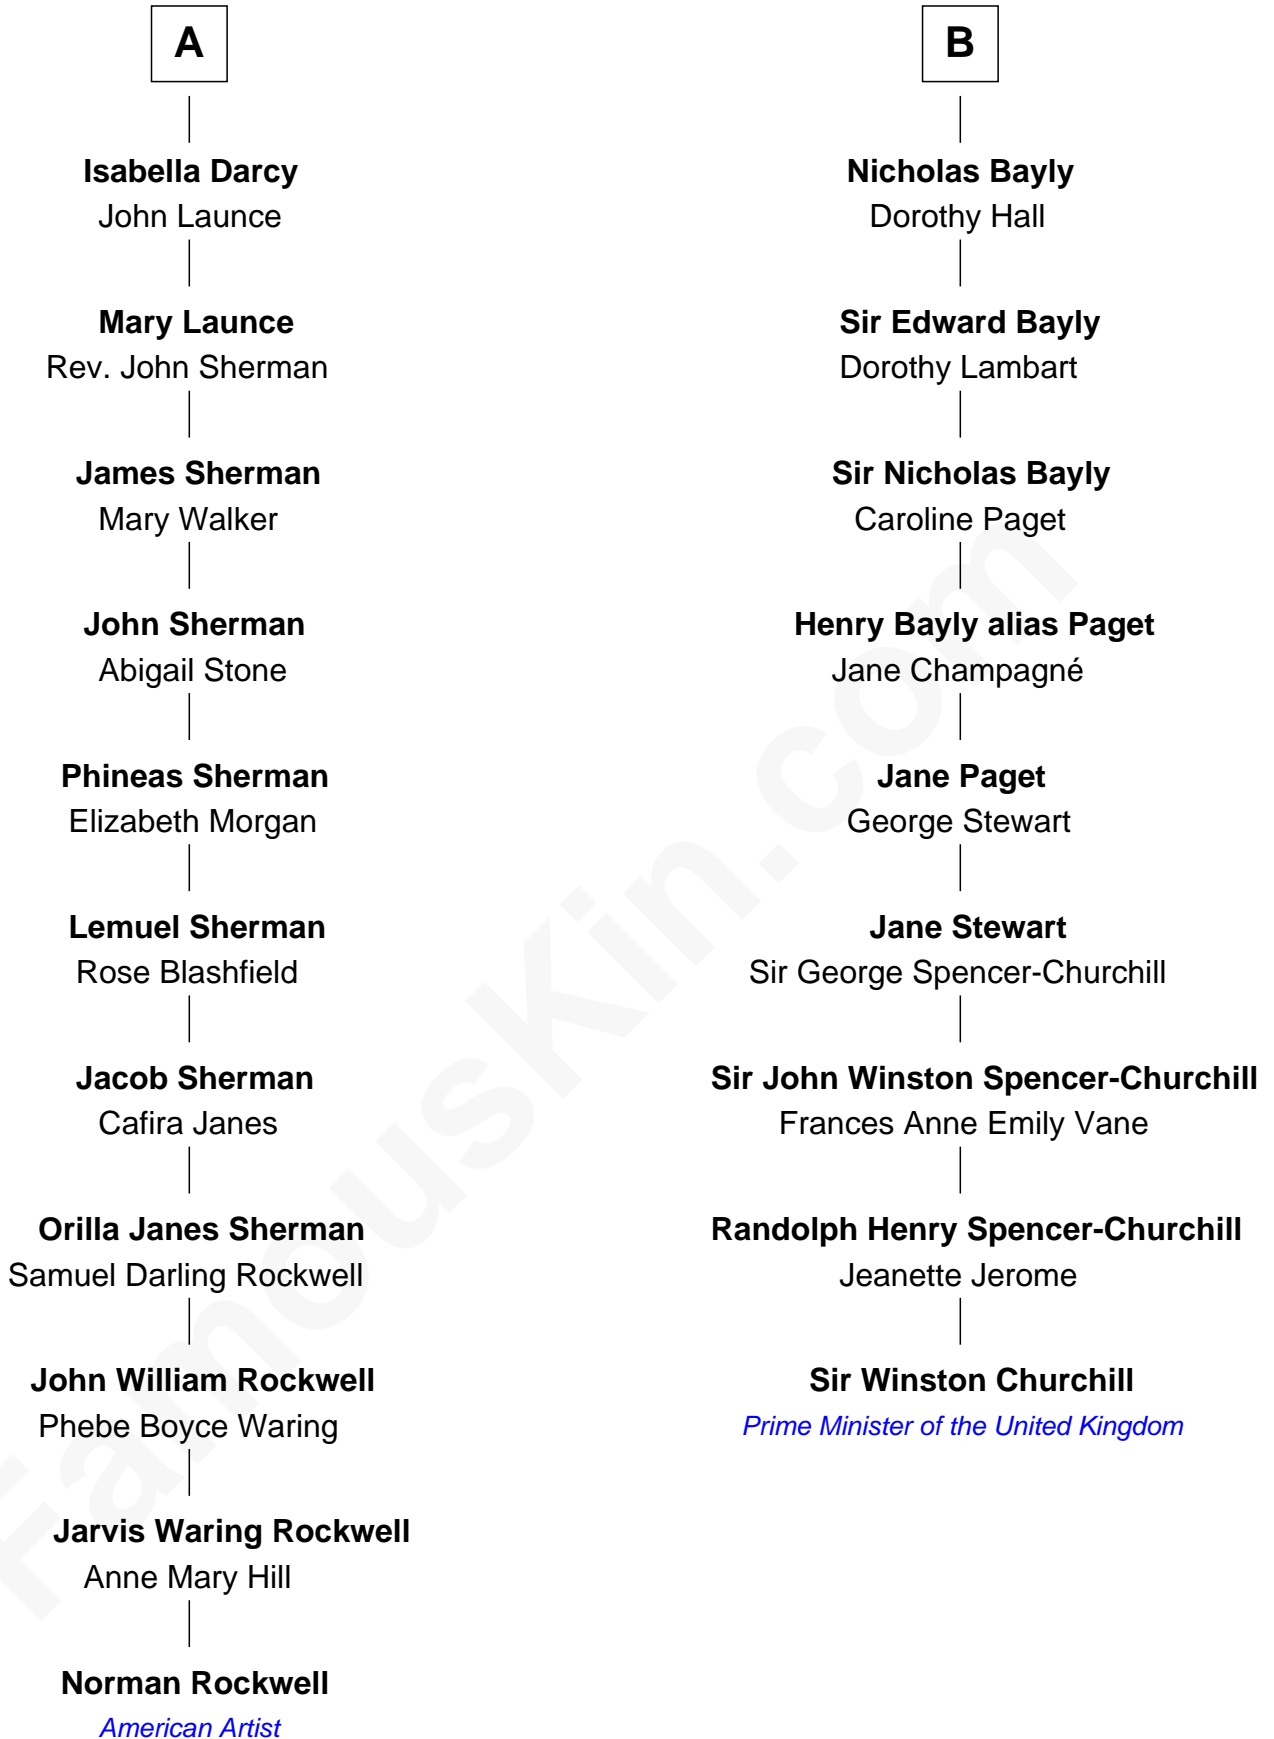 A
Isabella Darcy
John Launce
Mary Launce
Rev. John Sherman
James Sherman
Mary Walker
John Sherman
Abigail Stone
Phineas Sherman
Elizabeth Morgan
Lemuel Sherman
Rose Blashfield
Jacob Sherman
Cafira Janes
Orilla Janes Sherman
Samuel Darling Rockwell
John William Rockwell
Phebe Boyce Waring
Jarvis Waring Rockwell
Anne Mary Hill
Norman Rockwell
American Artist
B
Nicholas Bayly
Dorothy Hall
Sir Edward Bayly
Dorothy Lambart
Sir Nicholas Bayly
Caroline Paget
Henry Bayly alias Paget
Jane Champagné
Jane Paget
George Stewart
Jane Stewart
Sir George Spencer-Churchill
Sir John Winston Spencer-Churchill
Frances Anne Emily Vane
Randolph Henry Spencer-Churchill
Jeanette Jerome
Sir Winston Churchill
Prime Minister of the United Kingdom
FamousKin.com